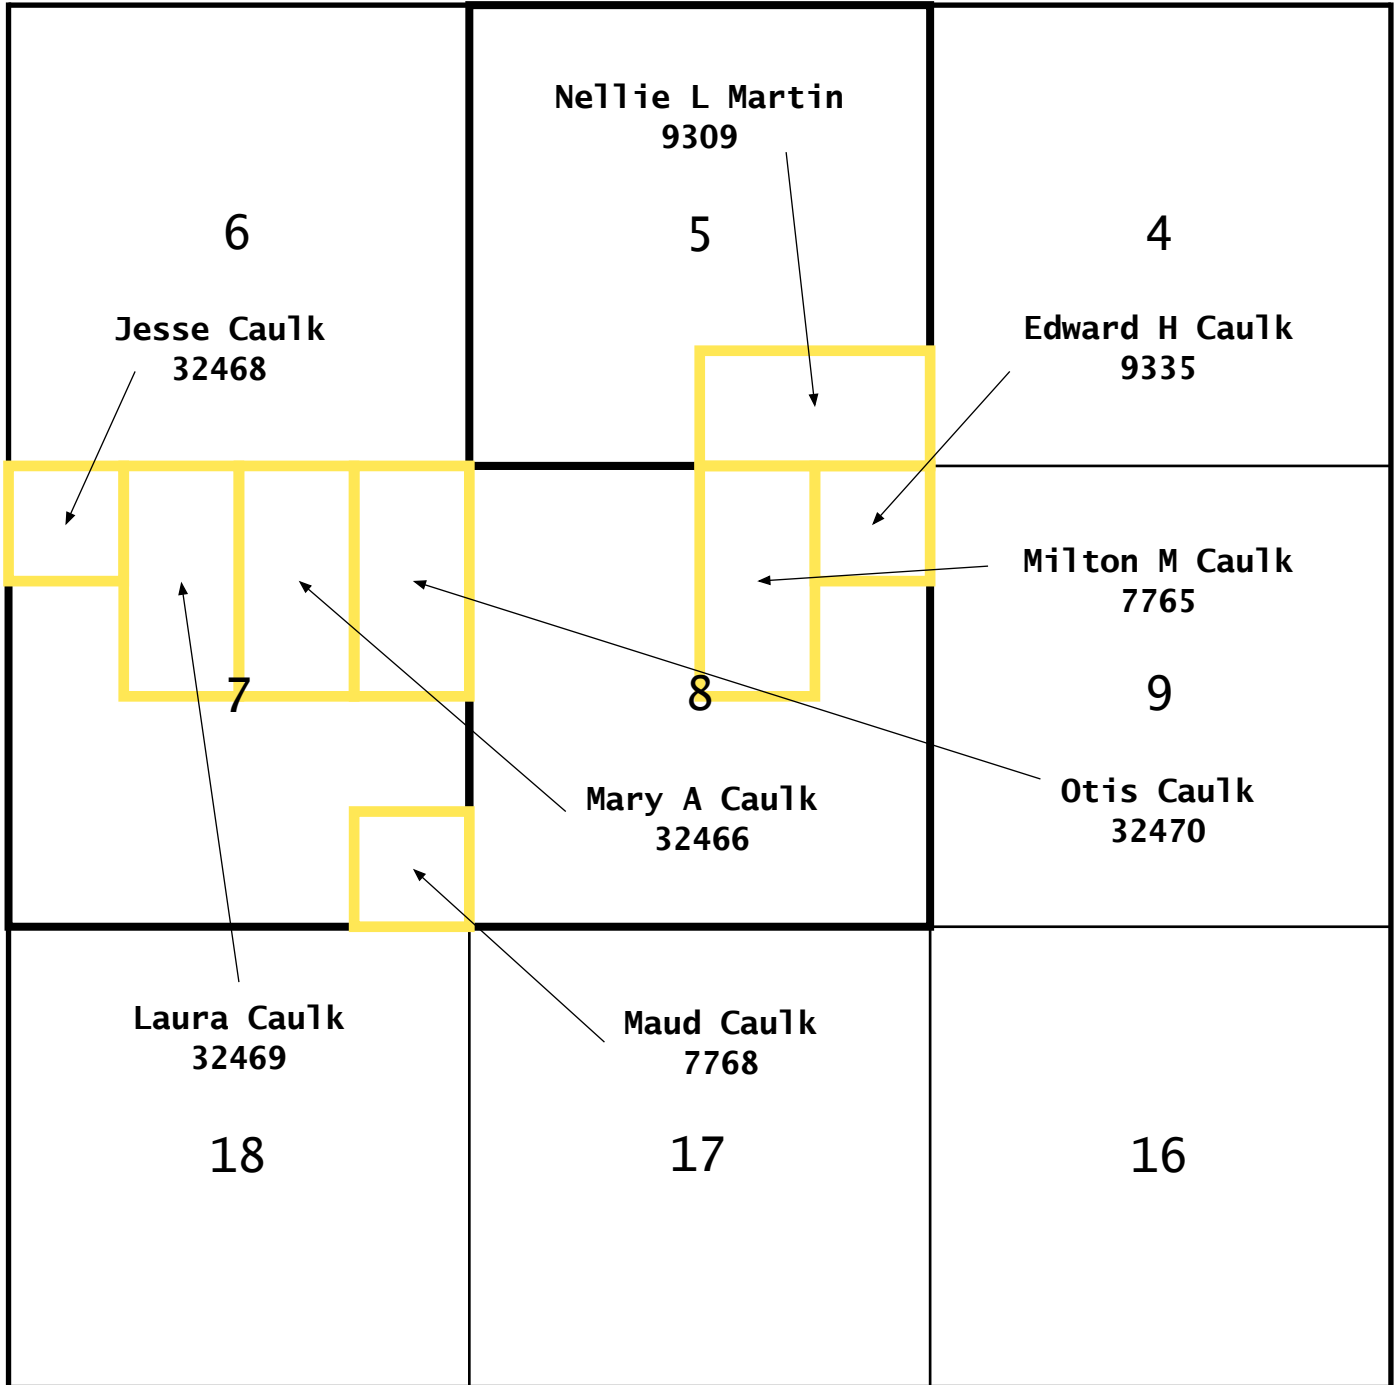 Nellie L Martin
9309
6
5
4
Jesse Caulk
32468
Edward H Caulk
9335
Milton M Caulk
7765
7
8
9
Mary A Caulk
32466
Otis Caulk
32470
Laura Caulk
32469
Maud Caulk
7768
18
17
16